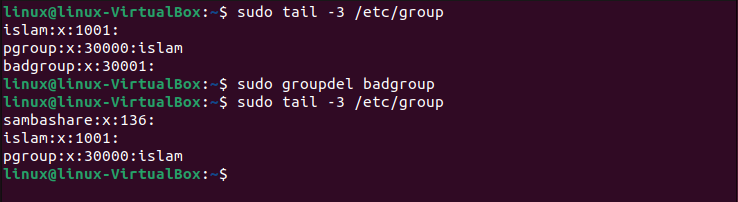 linux@linux-VirtualBox:~$ sudo tail -3 /etc/group
islam:x:1001:
pgroup:x:30000:islam
badgroup:x:30001:
linux@linux-VirtualBox:~$ sudo groupdel badgroup
linux@linux-VirtualBox:~$ sudo tail -3 /etc/group
sambashare:x:136:
islam:x:1001:
pgroup:x:30000:islam
linux@linux-VirtualBox:~$